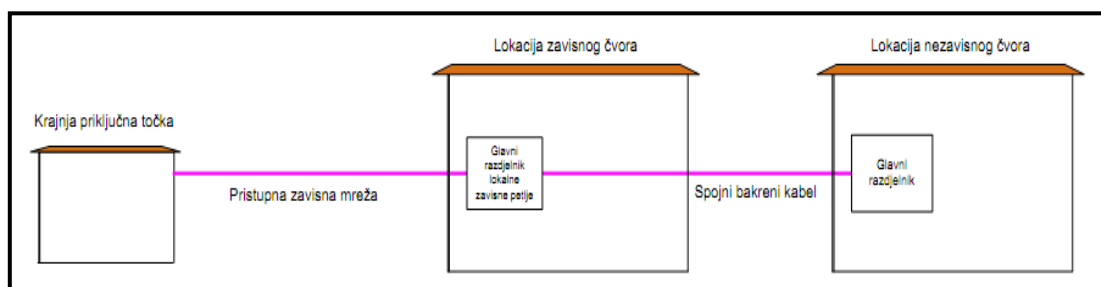 Lokacija zavisnog čvora
Lokacija nezavisnog čvora
Krajnja priključna točka
Glavni
razdjelnik
lokalne
zavisne petlje
Glavni
razdjelnik
Pristupna zavisna mreža
Spojni bakreni kabel